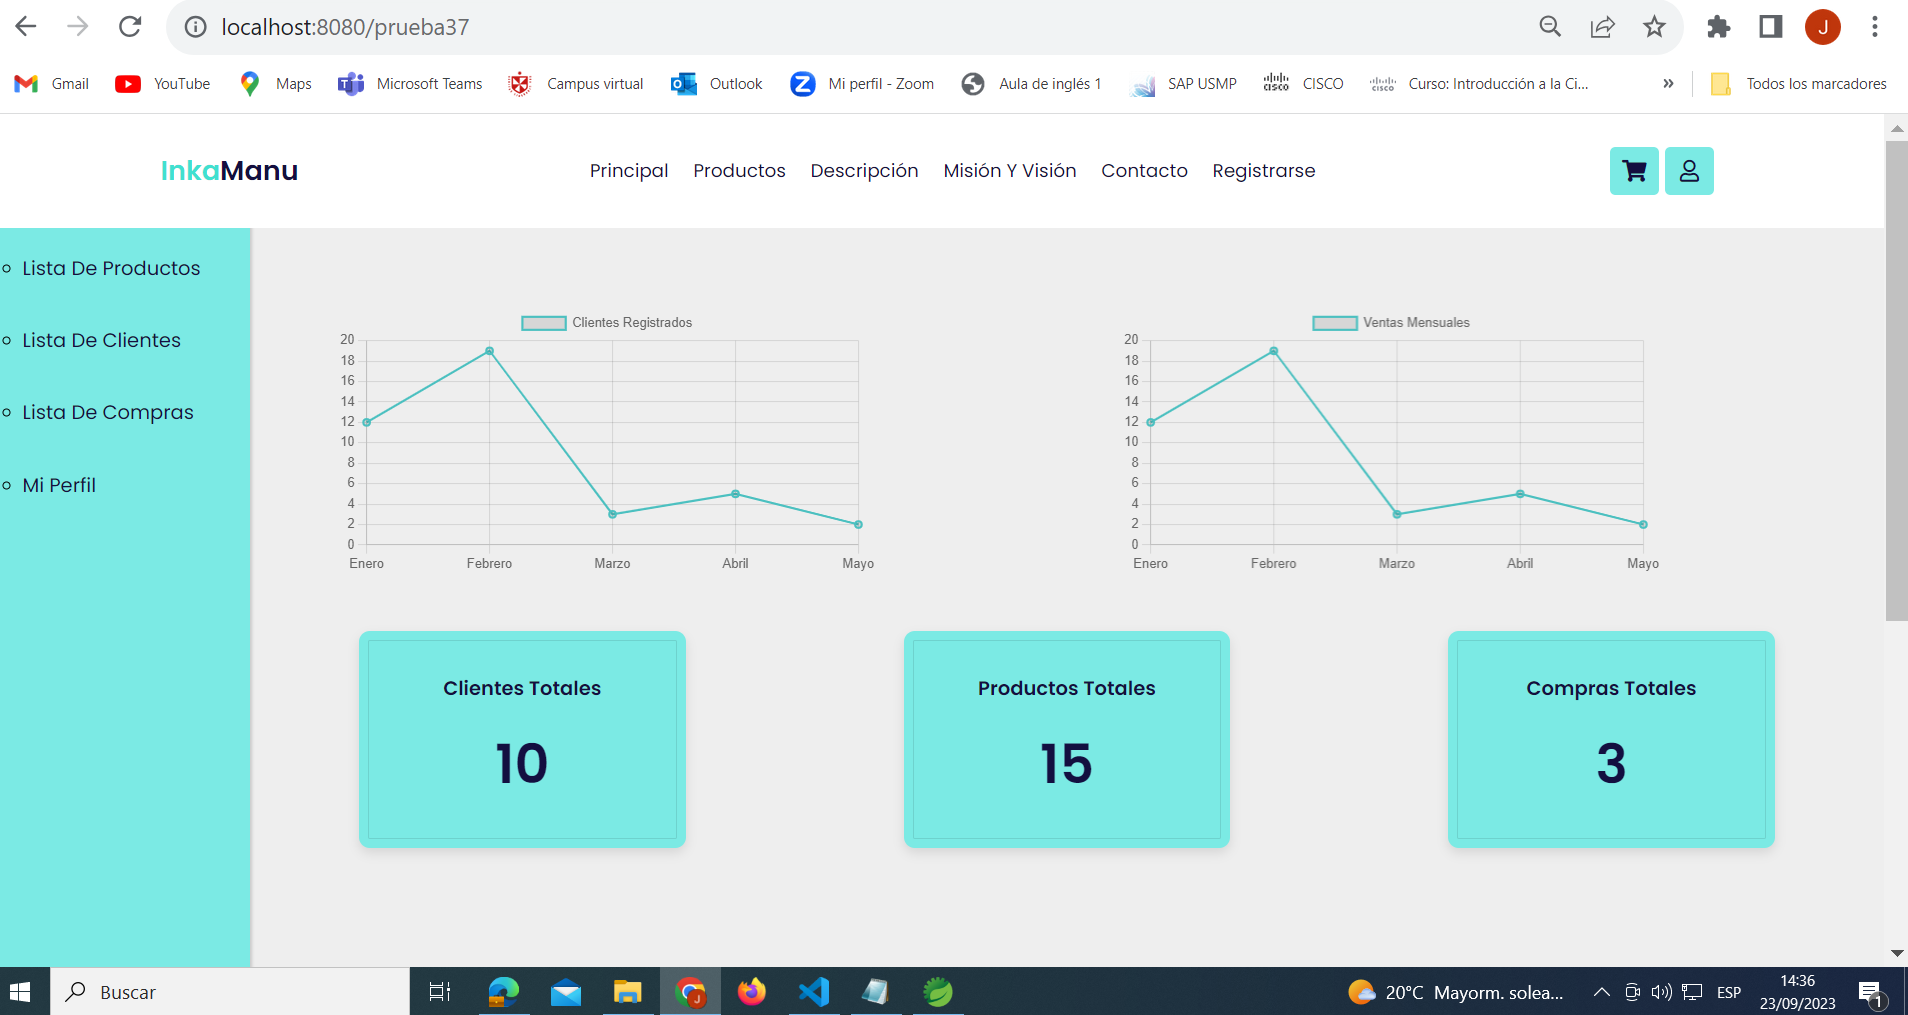 localhost:8080/prueba37
J
Gmail YouTube Maps Microsoft Teams Campus virtual Outlook Mi perfil - Zoom Aula de inglés 1 SAP USMP CISCO Curso: Introducción a la Ci... » Todos los marcadores
InkaManu Principal Productos Descripción Misión Y Visión Contacto Registrarse
Lista De Productos
Lista De Clientes
Lista De Compras
Mi Perfil
Clientes Registrados
20
18
16
14
12
10
8
6
4
2
0
Enero Febrero Marzo Abril Mayo
Ventas Mensuales
20
18
16
14
12
10
8
6
4
2
0
Enero Febrero Marzo Abril Mayo
Clientes Totales
10
Productos Totales
15
Compras Totales
3
Buscar
20°C Mayorm. solea...
ESP
14:36
23/09/2023
1